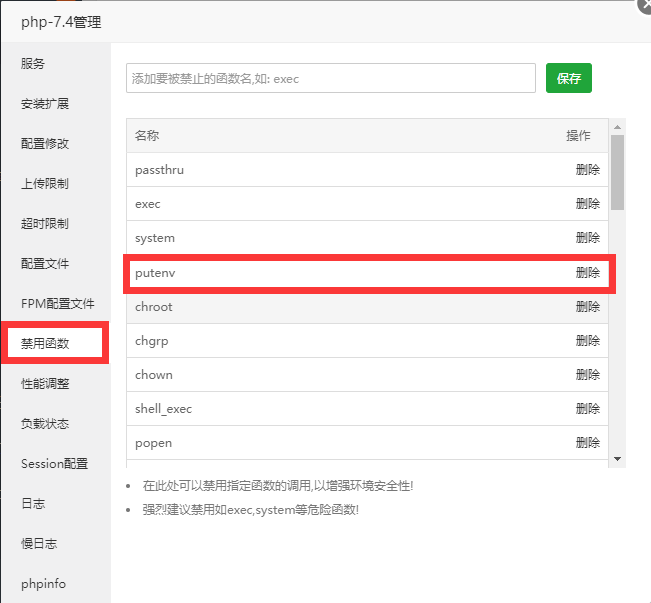 php-7.4管理
服务
安装扩展
配置修改
上传限制
超时限制
配置文件
FPM配置文件
禁用函数
性能调整
负载状态
Session配置
日志
慢日志
phpinfo
添加要被禁止的函数名,如: exec
保存
名称 操作
passthru 删除
exec 删除
system 删除
putenv 删除
chroot 删除
chgrp 删除
chown 删除
shell_exec 删除
popen 删除
在此处可以禁用指定函数的调用,以增强环境安全性!
强烈建议禁用如exec,system等危险函数!